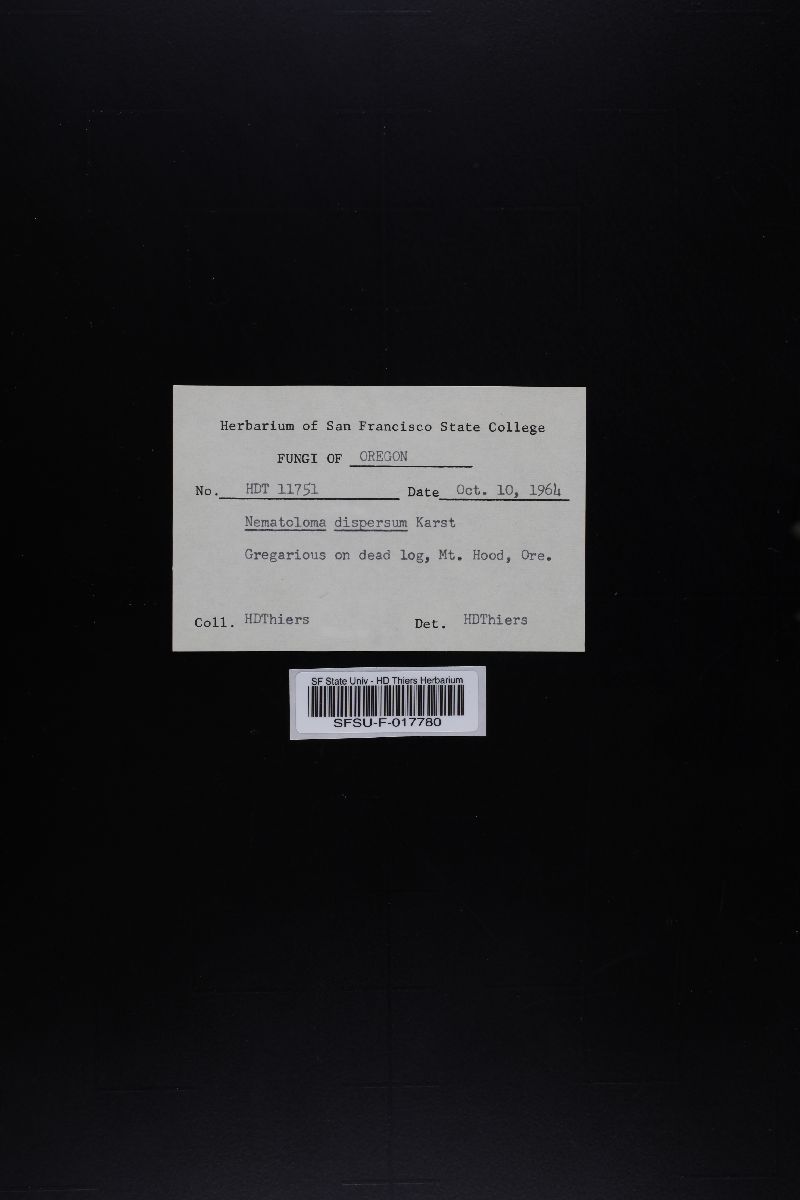 Herbarium of San Francisco State College
FUNGI OF OREGON
No. HDT 11751 Date Oct. 10, 1964
Nematoloma dispersum Karst
Gregarious on dead log, Mt. Hood, Ore.
Coll. HDThiers Det. HDThiers
SF State Univ - HD Thiers Herbarium
SFSU-F-017780